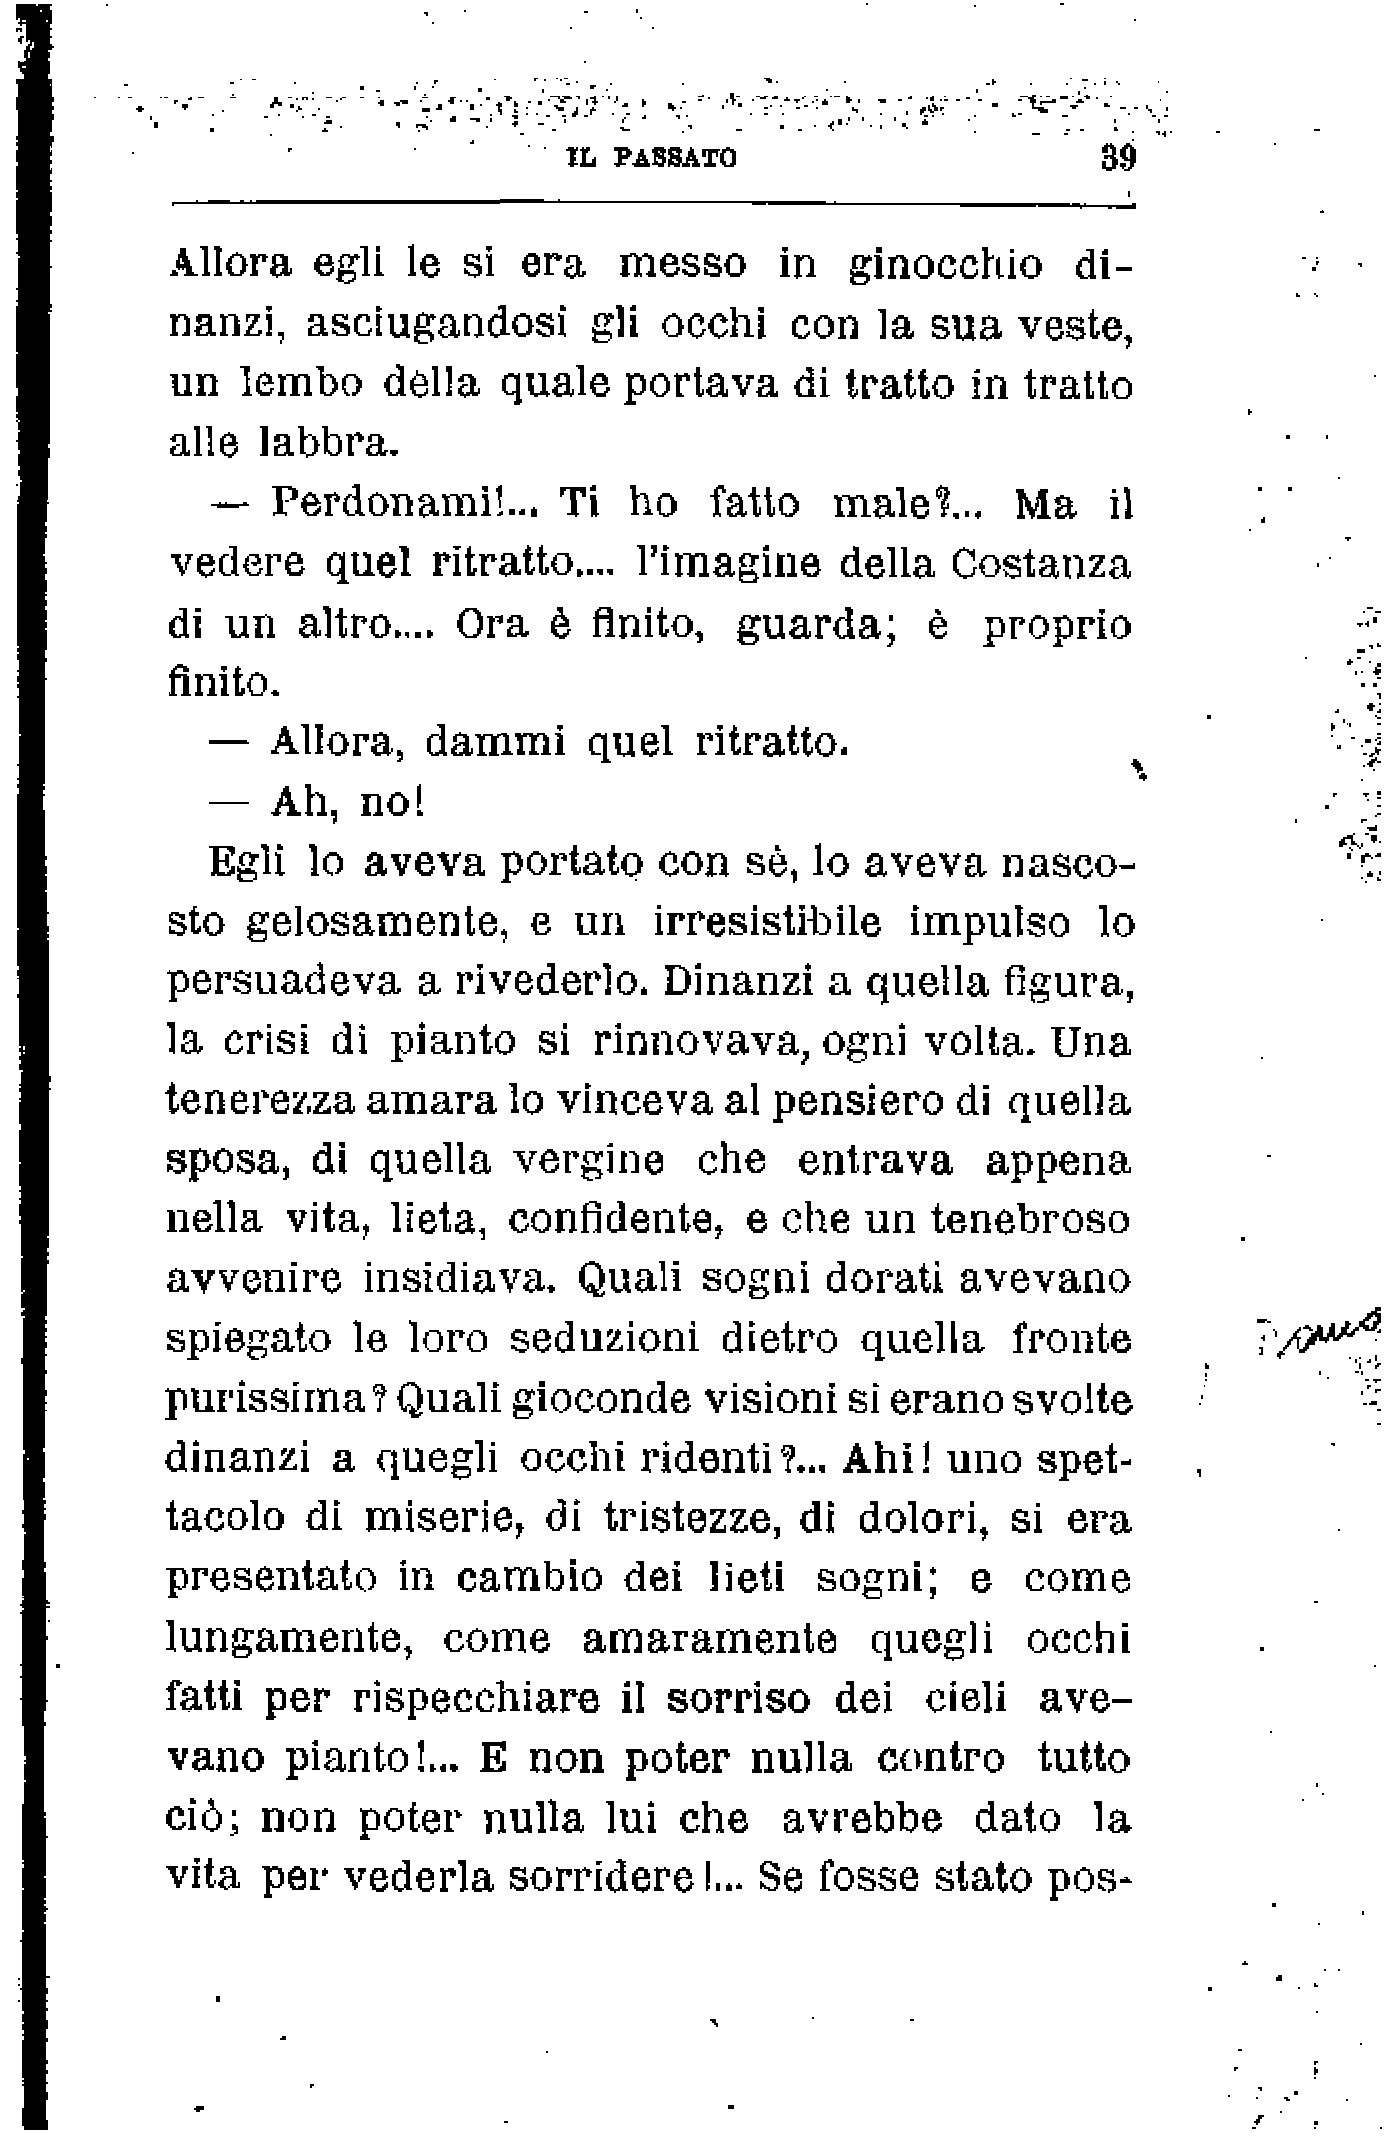 IL PASSATO 39
Allora egli le si era messo in ginocchio di-
nanzi, asciugandosi gli occhi con la sua veste,
un lembo della quale portava di tratto in tratto
alle labbra.
— Perdonami!... Ti ho fatto male?... Ma il
vedere quel ritratto.... l'imagine della Costanza
di un altro.... Ora è finito, guarda; è proprio
finito.
— Allora, dammi quel ritratto.
— Ah, no!
Egli lo aveva portato con sè, lo aveva nasco-
sto gelosamente, e un irresistibile impulso lo
persuadeva a rivederlo. Dinanzi a quella figura,
la crisi di pianto si rinnovava, ogni volta. Una
tenerezza amara lo vinceva al pensiero di quella
sposa, di quella vergine che entrava appena
nella vita, lieta, confidente, e che un tenebroso
avvenire insidiava. Quali sogni dorati avevano
spiegato le loro seduzioni dietro quella fronte
purissima? Quali gioconde visioni si erano svolte
dinanzi a quegli occhi ridenti?... Ahi! uno spet-
tacolo di miserie, di tristezze, di dolori, si era
presentato in cambio dei lieti sogni; e come
lungamente, come amaramente quegli occhi
fatti per rispecchiare il sorriso dei cieli ave-
vano pianto!... E non poter nulla contro tutto
ciò; non poter nulla lui che avrebbe dato la
vita per vederla sorridere!... Se fosse stato pos-